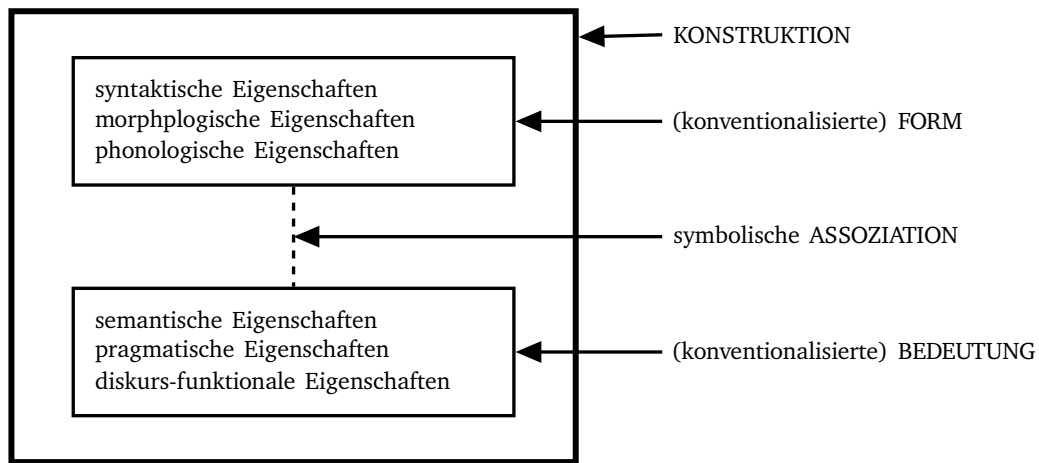 KONSTRUKTION
syntaktische Eigenschaften
morphplogische Eigenschaften
phonologische Eigenschaften
(konventionalisierte) FORM
symbolische ASSOZIATION
semantische Eigenschaften
pragmatische Eigenschaften
diskurs-funktionale Eigenschaften
(konventionalisierte) BEDEUTUNG